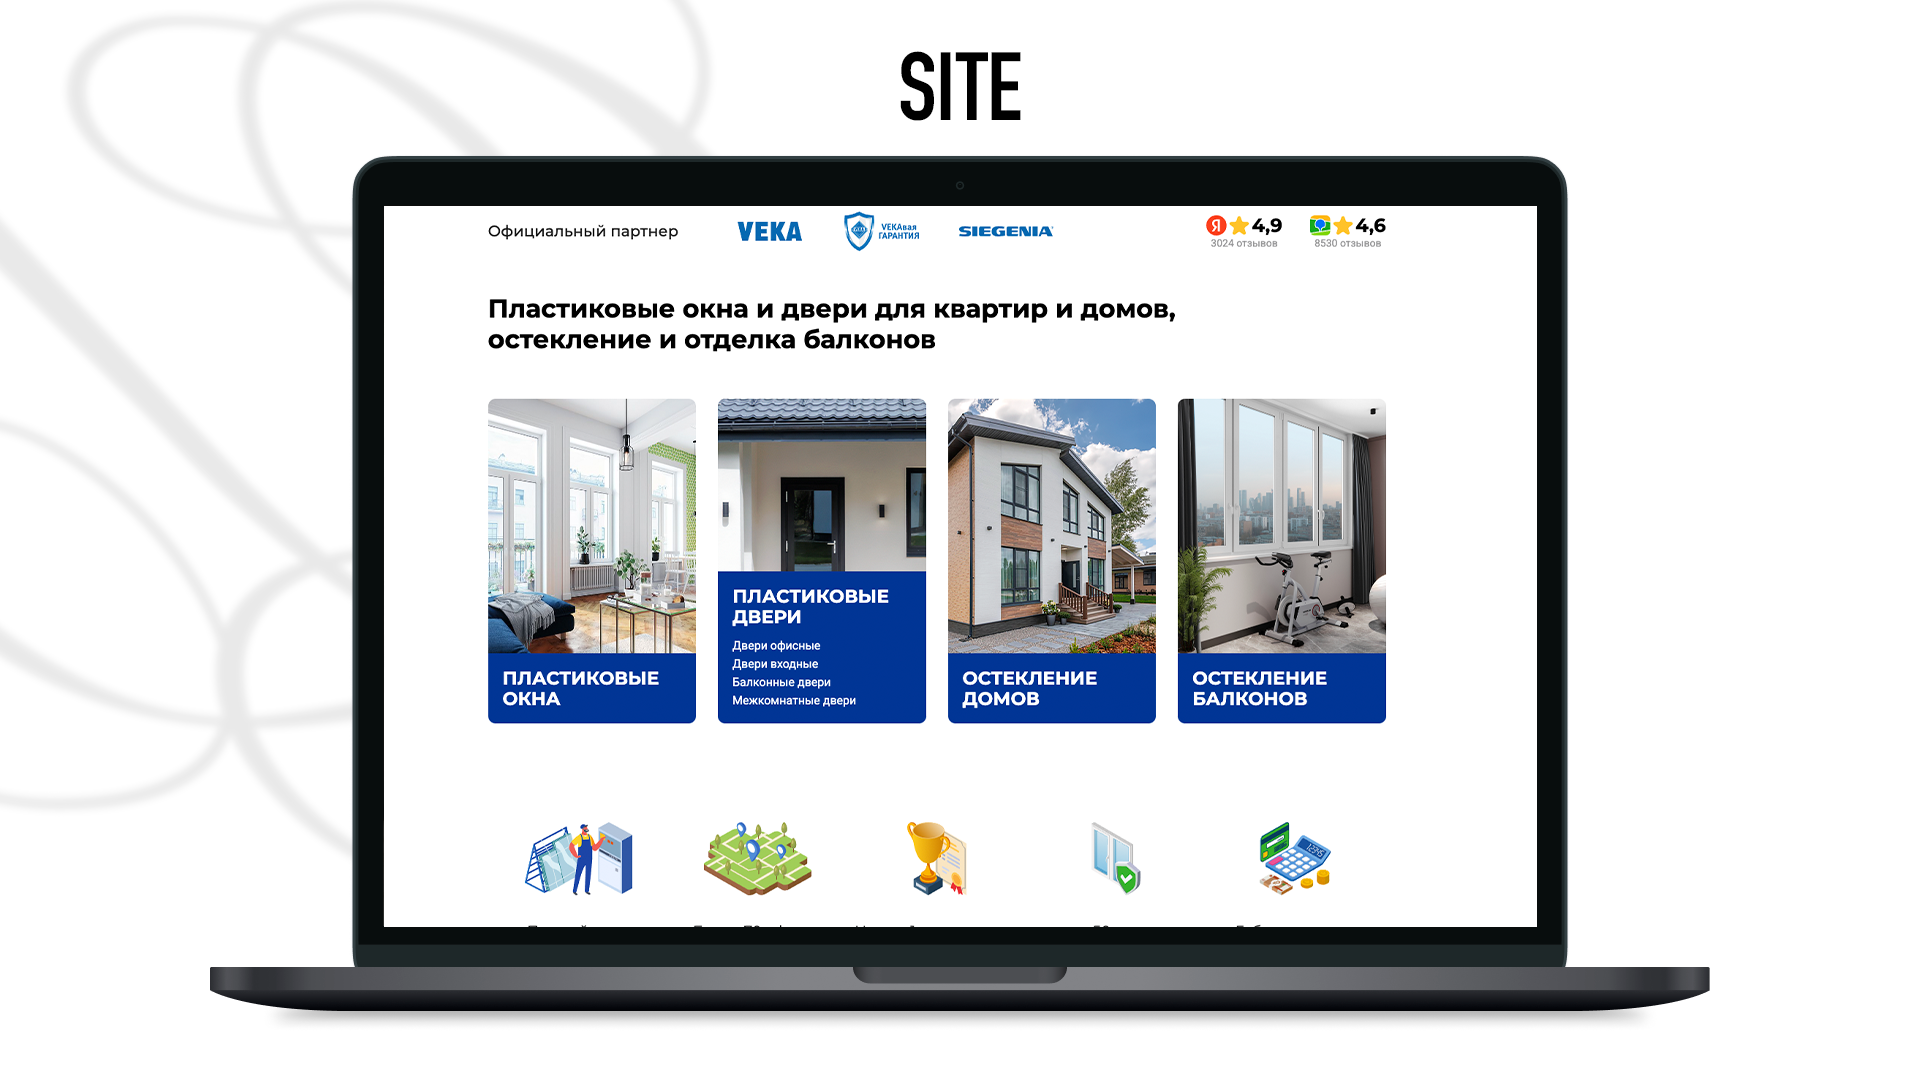 SITE
Официальный партнер
VEKA
VEKAвая
ГАРАНТИЯ
SIEGENIA
Я 4,9
3024 отзывов
4,6
8530 отзывов
Пластиковые окна и двери для квартир и домов,
остекление и отделка балконов
ПЛАСТИКОВЫЕ
ОКНА
ПЛАСТИКОВЫЕ
ДВЕРИ
Двери офисные
Двери входные
Балконные двери
Межкомнатные двери
ОСТЕКЛЕНИЕ
ДОМОВ
ОСТЕКЛЕНИЕ
БАЛКОНОВ